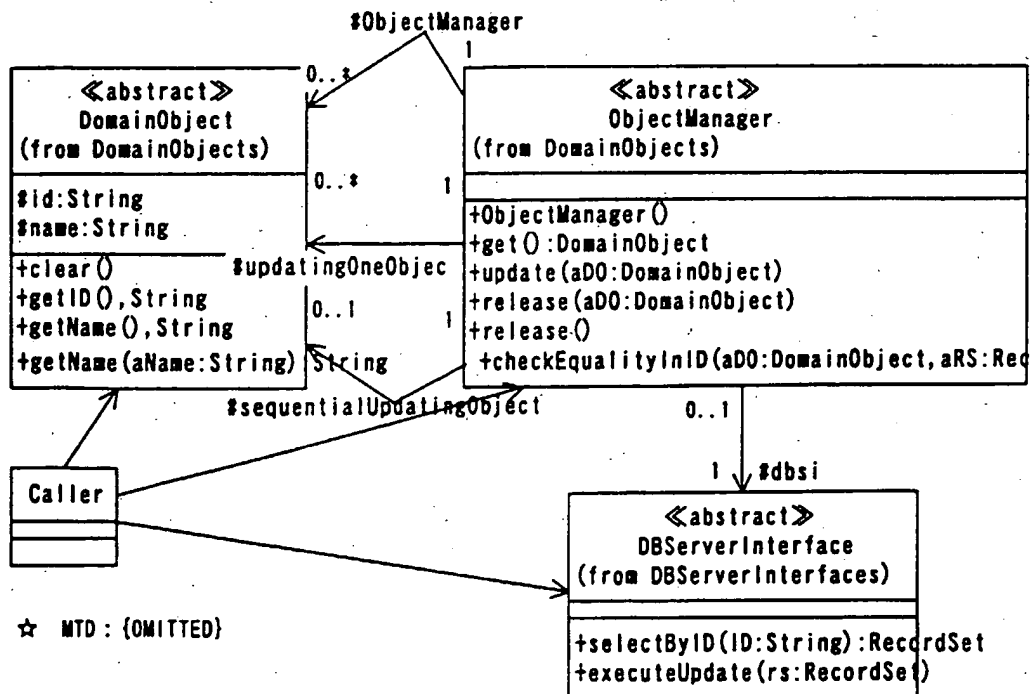 #ObjectManager
1
0..*
≪abstract≫
DomainObject
(from DomainObjects)
#id:String
#name:String
+clear()
+getID(),String
+getName(),String
+getName(aName:String) String
≪abstract≫
ObjectManager
(from DomainObjects)
+ObjectManager()
+get():DomainObject
+update(aDO:DomainObject)
+release(aDO:DomainObject)
+release()
+checkEqualityInID(aDO:DomainObject,aRS:Rec
0..*
1
#updatingOneObjec
0..1
1
#sequentialUpdatingObject
0..1
1 #dbsi
Caller
≪abstract≫
DBServerInterface
(from DBServerInterfaces)
+selectByID(ID:String):RecordSet
+executeUpdate(rs:RecordSet)
☆ MTD : {OMITTED}